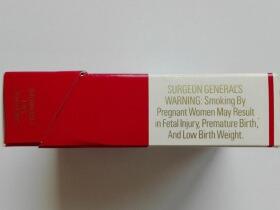 SURGEON GENERAL'S
WARNING: Smoking By
Pregnant Women May Result
in Fetal Injury, Premature Birth,
And Low Birth Weight.